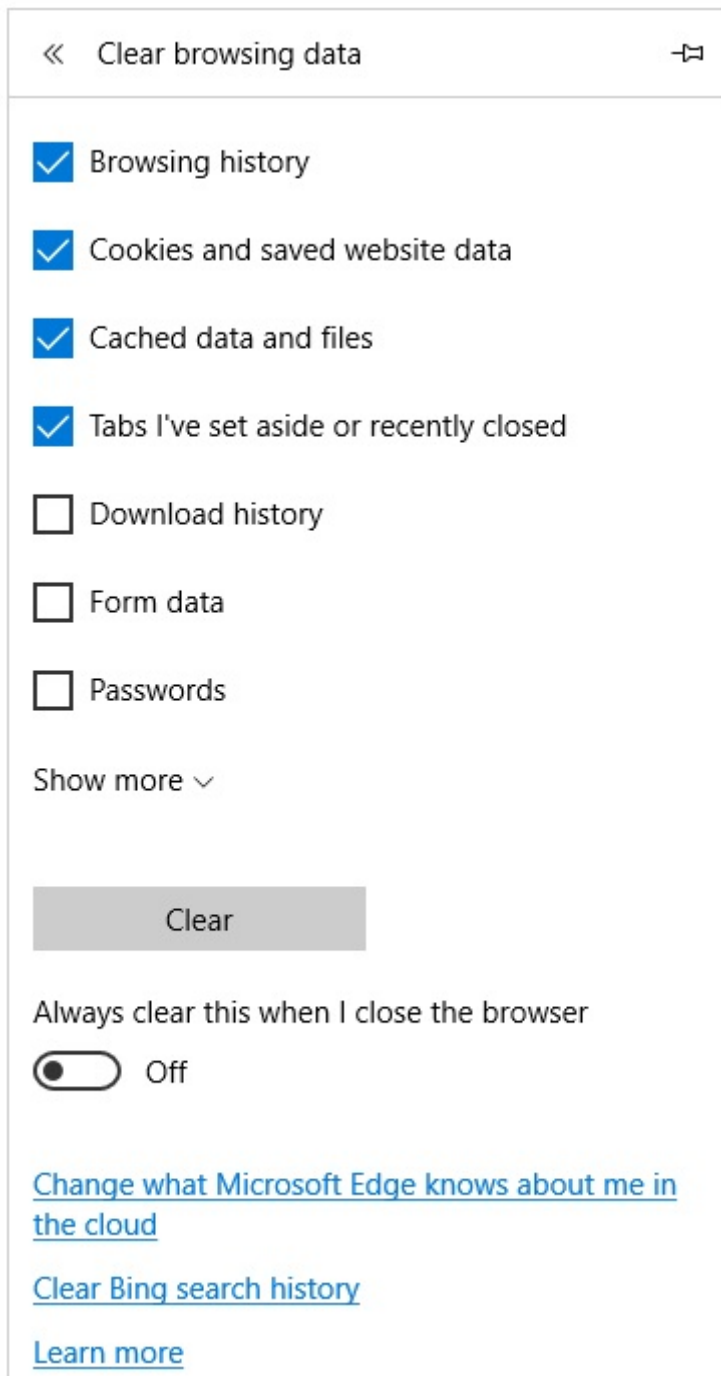 Clear browsing data
Browsing history
Cookies and saved website data
Cached data and files
Tabs I've set aside or recently closed
Download history
Form data
Passwords
Show more
Clear
Always clear this when I close the browser
Off
Change what Microsoft Edge knows about me in
the cloud
Clear Bing search history
Learn more